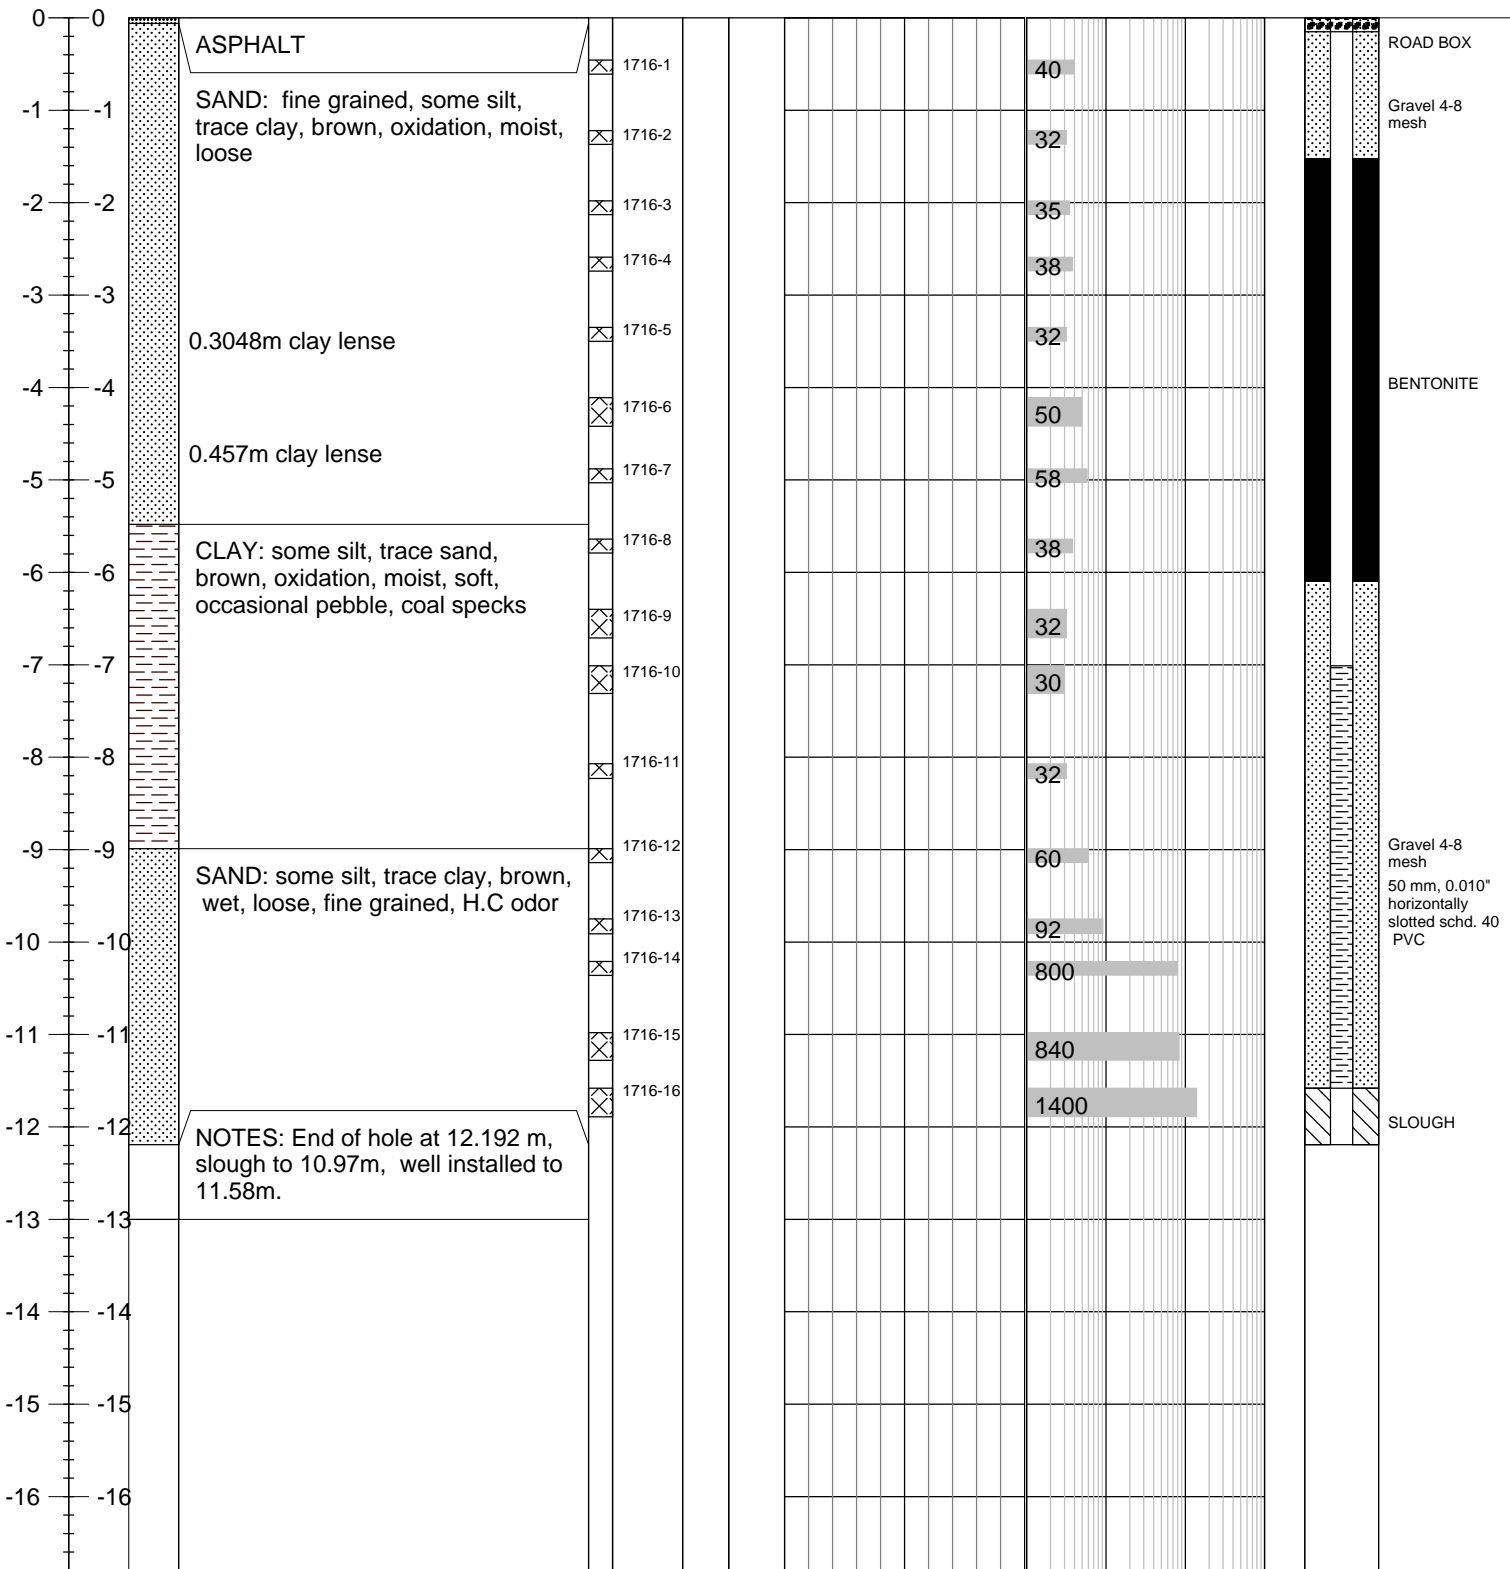 0 0
ASPHALT
1716-1
40
ROAD BOX
SAND: fine grained, some silt,
trace clay, brown, oxidation, moist,
loose
-1 -1
Gravel 4-8
mesh
1716-2
32
-2 -2
1716-3
35
1716-4
38
-3 -3
1716-5
32
0.3048m clay lense
-4 -4
BENTONITE
1716-6
50
0.457m clay lense
1716-7
58
-5 -5
1716-8
38
CLAY: some silt, trace sand,
brown, oxidation, moist, soft,
occasional pebble, coal specks
-6 -6
1716-9
32
-7 -7
1716-10
30
-8 -8
1716-11
32
-9 -9
1716-12
60
Gravel 4-8
mesh
SAND: some silt, trace clay, brown,
wet, loose, fine grained, H.C odor
50 mm, 0.010"
horizontally
slotted schd. 40
PVC
1716-13
92
-10 -10
1716-14
800
-11 -11
1716-15
840
1716-16
1400
-12 -12
SLOUGH
NOTES: End of hole at 12.192 m,
slough to 10.97m, well installed to
11.58m.
-13 -13
-14 -14
-15 -15
-16 -16